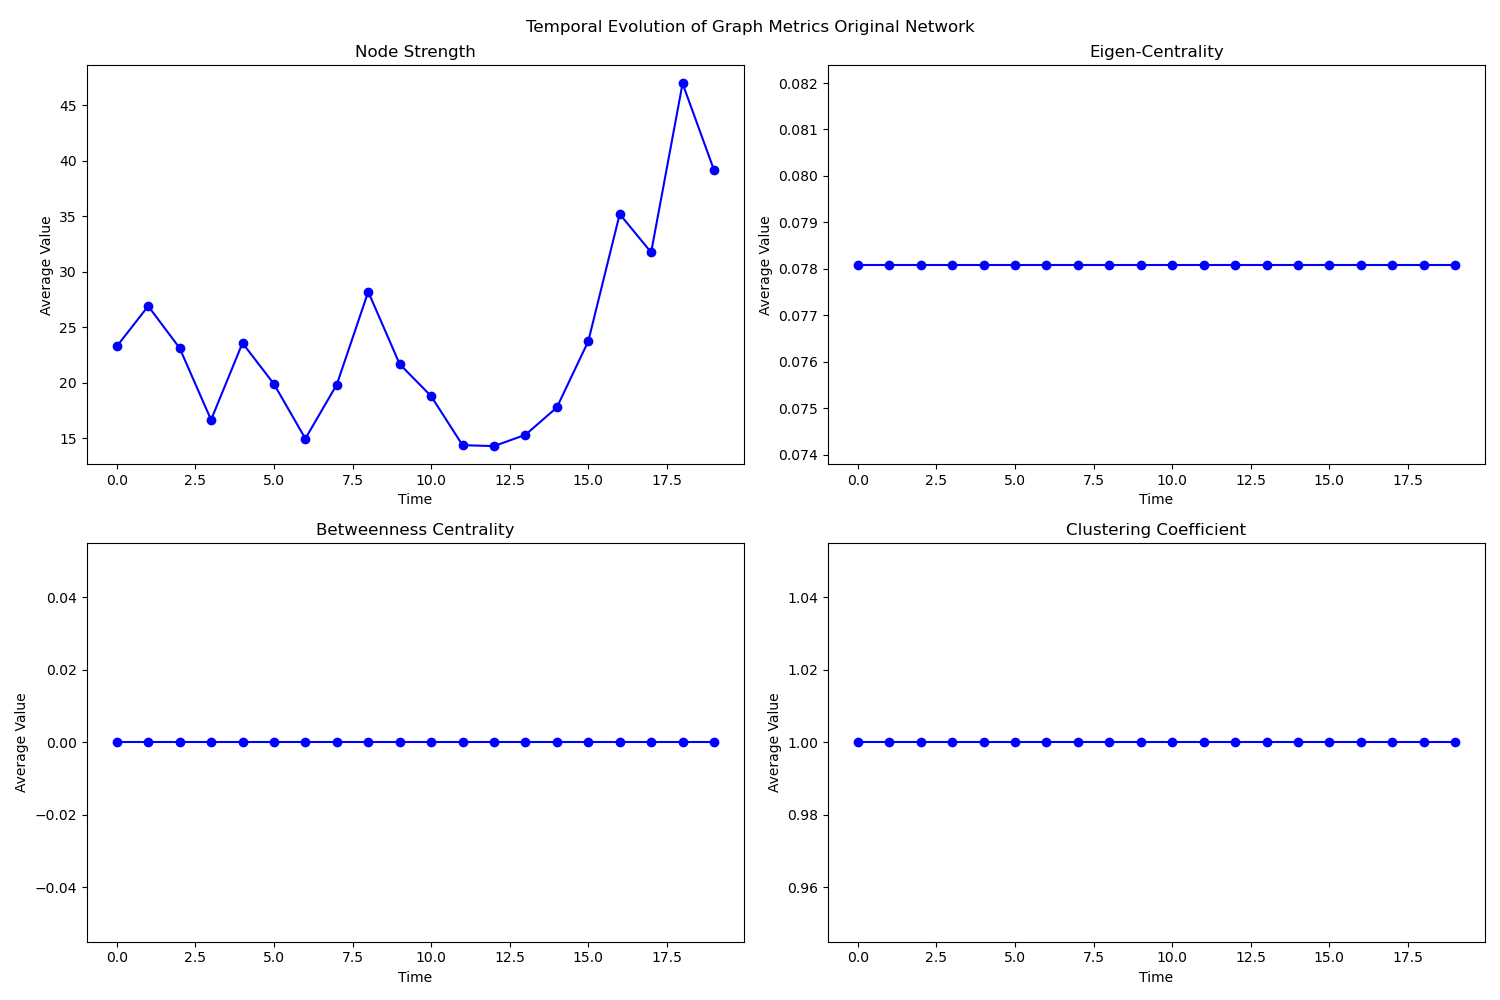 Temporal Evolution of Graph Metrics Original Network
Node Strength
45
40
35
30
25
20
15
Average Value
0.0 2.5 5.0 7.5 10.0 12.5 15.0 17.5
Time
Eigen-Centrality
0.082
0.081
0.080
0.079
0.078
0.077
0.076
0.075
0.074
Average Value
0.0 2.5 5.0 7.5 10.0 12.5 15.0 17.5
Time
Betweenness Centrality
0.04
0.02
0.00
−0.02
−0.04
Average Value
0.0 2.5 5.0 7.5 10.0 12.5 15.0 17.5
Time
Clustering Coefficient
1.04
1.02
1.00
0.98
0.96
Average Value
0.0 2.5 5.0 7.5 10.0 12.5 15.0 17.5
Time